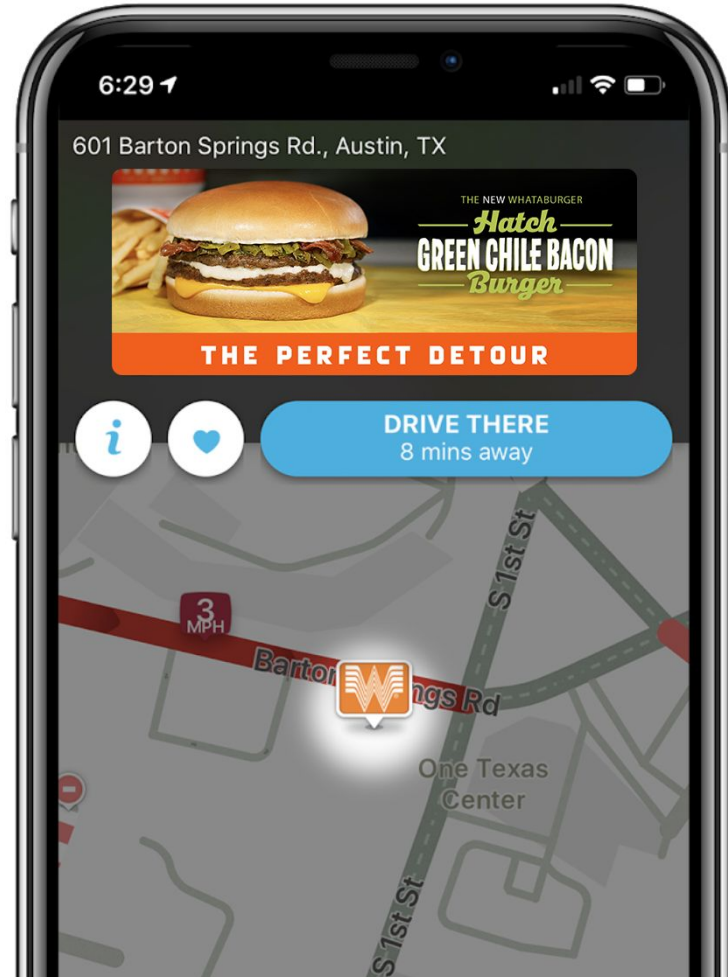 6:29
601 Barton Springs Rd., Austin, TX
THE NEW WHATABURGER
Hatch
GREEN CHILE BACON
Burger
THE PERFECT DETOUR
i
DRIVE THERE
8 mins away
S 1st St
3
MPH
Barton
ngs Rd
W
One Texas
Center
S 1st St